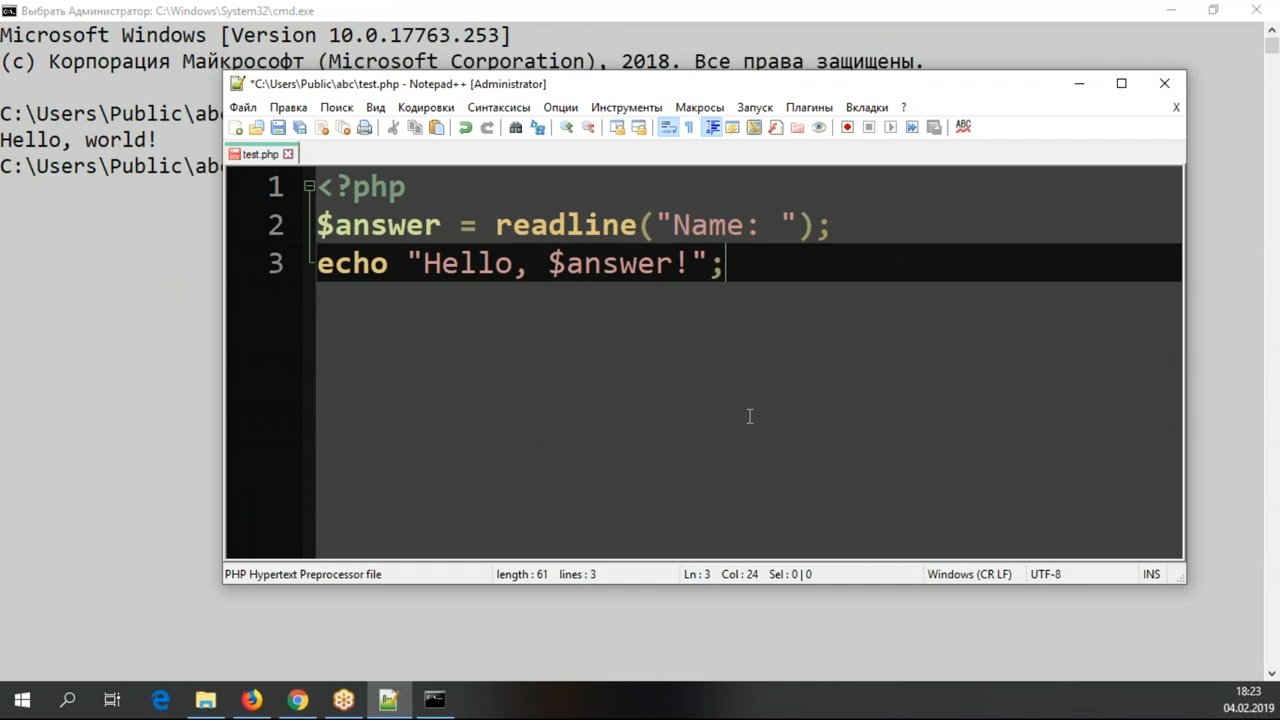 Выбрать Администратор: C:\Windows\System32\cmd.exe
Microsoft Windows [Version 10.0.17763.253]
(c) Корпорация Майкрософт (Microsoft Corporation), 2018. Все права защищены.
C:\Users\Public\abc
Hello, world!
C:\Users\Public\abc
*C:\Users\Public\abc\test.php - Notepad++ [Administrator]
Файл Правка Поиск Вид Кодировки Синтаксисы Опции Инструменты Макросы Запуск Плагины Вкладки ? X
ABC
test.php
1 <?php
2 $answer = readline("Name: ");
3 echo "Hello, $answer!";
PHP Hypertext Preprocessor file length : 61 lines : 3 Ln : 3 Col : 24 Sel : 0 | 0 Windows (CR LF) UTF-8 INS
18:23
04.02.2019